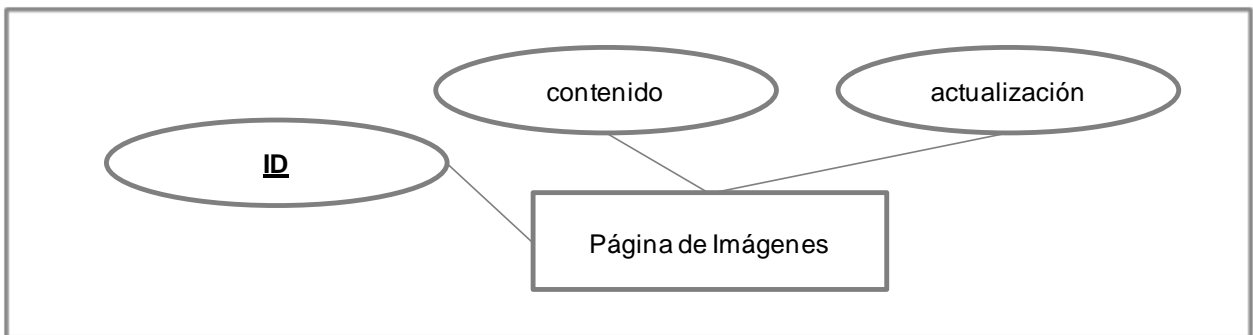 contenido
actualización
ID
Página de Imágenes